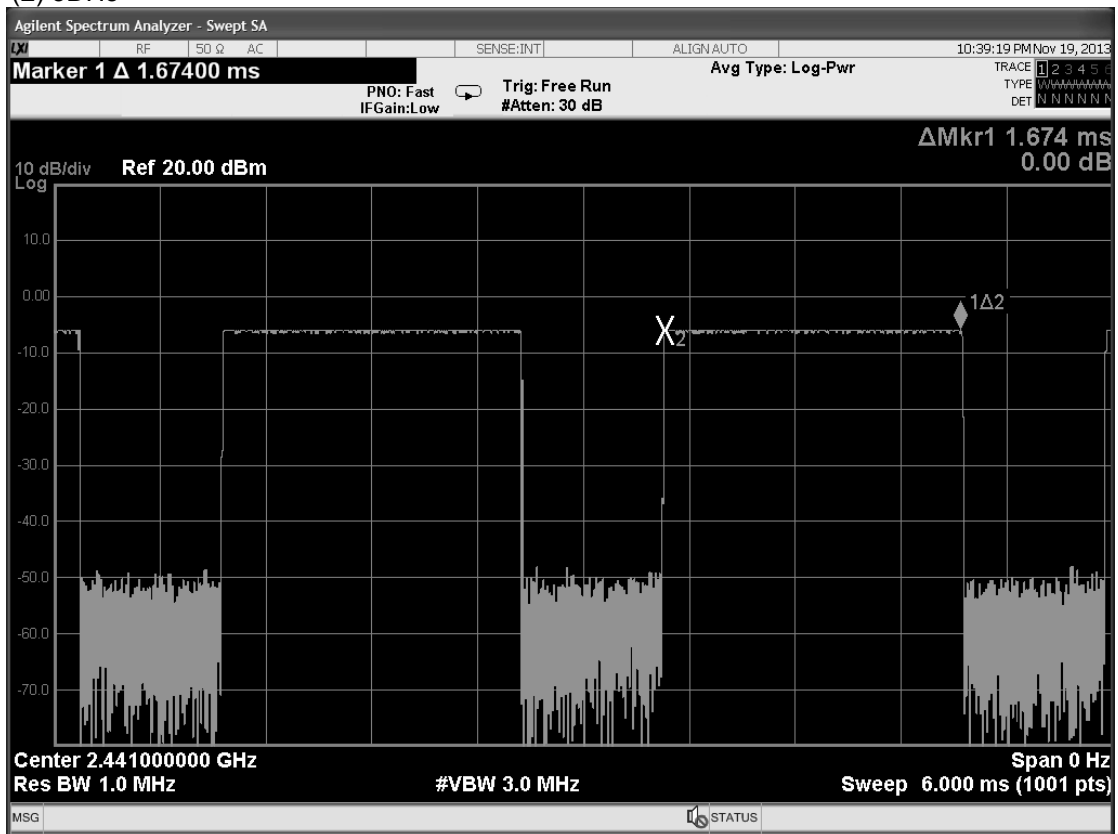 Agilent Spectrum Analyzer - Swept SA
LXI RF 50 Ω AC SENSE:INT ALIGN AUTO 10:39:19 PM Nov 19, 2013
Marker 1 Δ 1.67400 ms
PNO: Fast
IFGain:Low
Trig: Free Run
#Atten: 30 dB
Avg Type: Log-Pwr
TRACE 1 2 3 4 5 6
TYPE
DET N N N N N N
ΔMkr1 1.674 ms
0.00 dB
10 dB/div Ref 20.00 dBm
Log
10.0
0.00
1Δ2
X2
-10.0
-20.0
-30.0
-40.0
-50.0
-60.0
-70.0
Center 2.441000000 GHz Span 0 Hz
Res BW 1.0 MHz #VBW 3.0 MHz Sweep 6.000 ms (1001 pts)
MSG STATUS